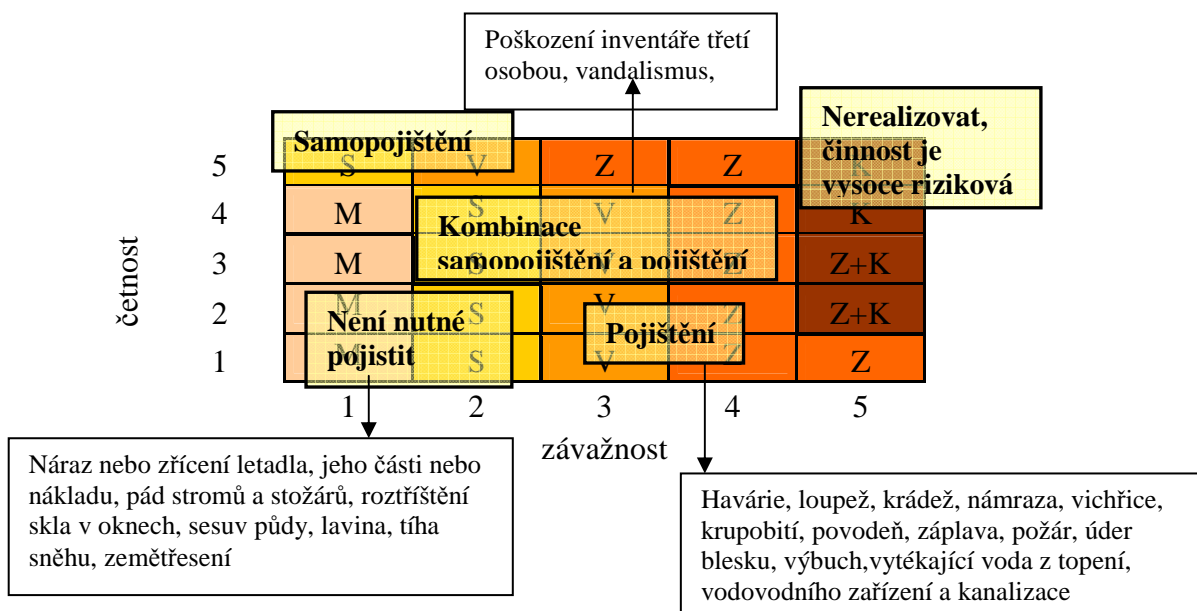 Poškození inventáře třetí
osobou, vandalismus,
Samopojištění
Nerealizovat,
činnost je
vysoce riziková
5 S V Z Z K
4 M S V Z K
Kombinace
samopojištění a pojištění
3 M S V Z Z+K
četnost
2 M S V Z Z+K
Není nutné
pojistit
Pojištění
1 M S V Z Z
1 2 3 4 5
závažnost
Náraz nebo zřícení letadla, jeho části nebo
nákladu, pád stromů a stožárů, roztříštění
skla v oknech, sesuv půdy, lavina, tíha
sněhu, zemětřesení
Havárie, loupež, krádež, námraza, vichřice,
krupobití, povodeň, záplava, požár, úder
blesku, výbuch,vytékající voda z topení,
vodovodního zařízení a kanalizace